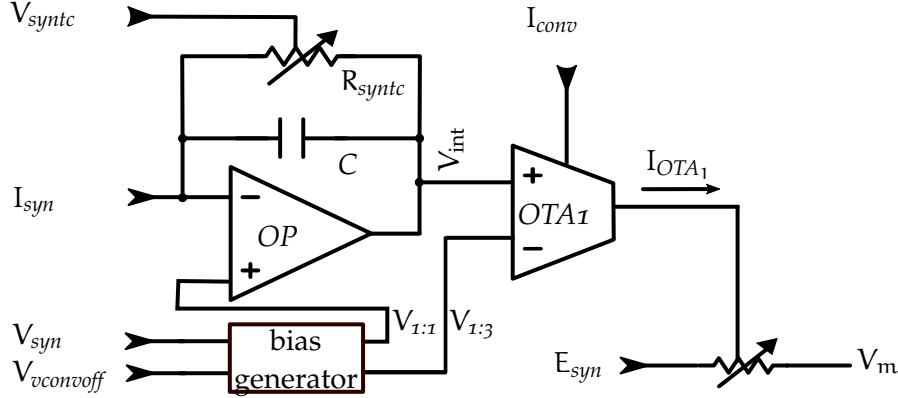 V_syntc
I_conv
R_syntc
C
V_int
I_OTA1
I_syn
−
+
OP
+
−
OTA1
V_1:1
V_1:3
V_syn
V_vconvoff
bias
generator
E_syn
V_m